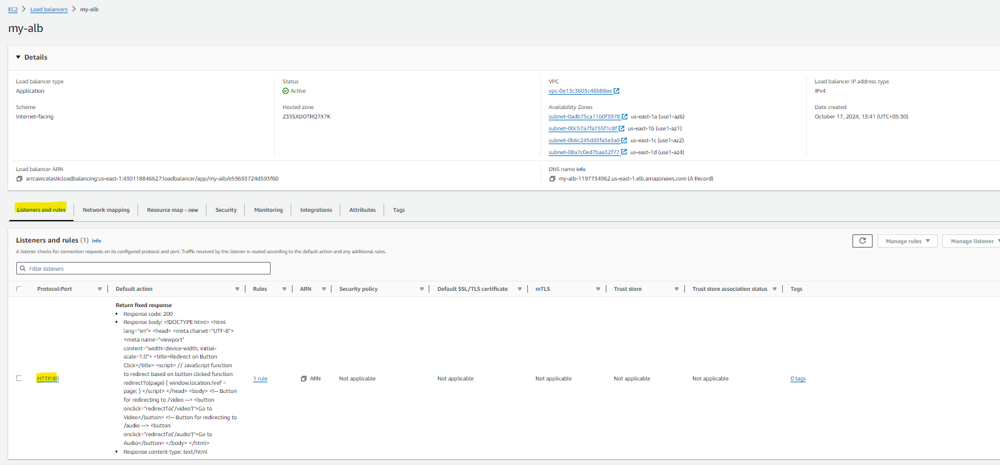 EC2 > Load balancers > my-alb
my-alb
Details
Load balancer type
Application
Status
Active
VPC
vpc-0e13c3603c48b88ee
Load balancer IP address type
IPv4
Scheme
Internet-facing
Hosted zone
Z35SXDOTRQ7X7K
Availability Zones
subnet-0adb75ca11b0f3978 us-east-1a (use1-az6)
subnet-00c57a7fa755f1c8f us-east-1b (use1-az1)
subnet-0b6c245d43fa5e3a9 us-east-1c (use1-az2)
subnet-08a7c0ed7baa32f77 us-east-1d (use1-az4)
Date created
October 17, 2024, 13:41 (UTC+05:30)
Load balancer ARN
arn:aws:elasticloadbalancing:us-east-1:430118846627:loadbalancer/app/my-alb/e59693724d593f60
DNS name Info
my-alb-1197734962.us-east-1.elb.amazonaws.com (A Record)
Listeners and rules Network mapping Resource map - new Security Monitoring Integrations Attributes Tags
Listeners and rules (1) Info
A listener checks for connection requests on its configured protocol and port. Traffic received by the listener is routed according to the default action and any additional rules.
Manage rules Manage listener
Filter listeners
Protocol:Port Default action Rules ARN Security policy Default SSL/TLS certificate mTLS Trust store Trust store association status Tags
Return fixed response
• Response code: 200
• Response body: <!DOCTYPE html> <html
lang="en"> <head> <meta charset="UTF-8">
<meta name="viewport"
content="width=device-width, initial-
scale=1.0"> <title>Redirect on Button
Click</title> <script> // JavaScript function
to redirect based on button clicked function
redirectTo(page) { window.location.href =
page; } </script> </head> <body> <!-- Button
for redirecting to /video --> <button
onclick="redirectTo('/video')">Go to
Video</button> <!-- Button for redirecting to
/audio --> <button
onclick="redirectTo('/audio')">Go to
Audio</button> </body> </html>
• Response content type: text/html
HTTP:80 1 rule ARN Not applicable Not applicable Not applicable Not applicable Not applicable 0 tags